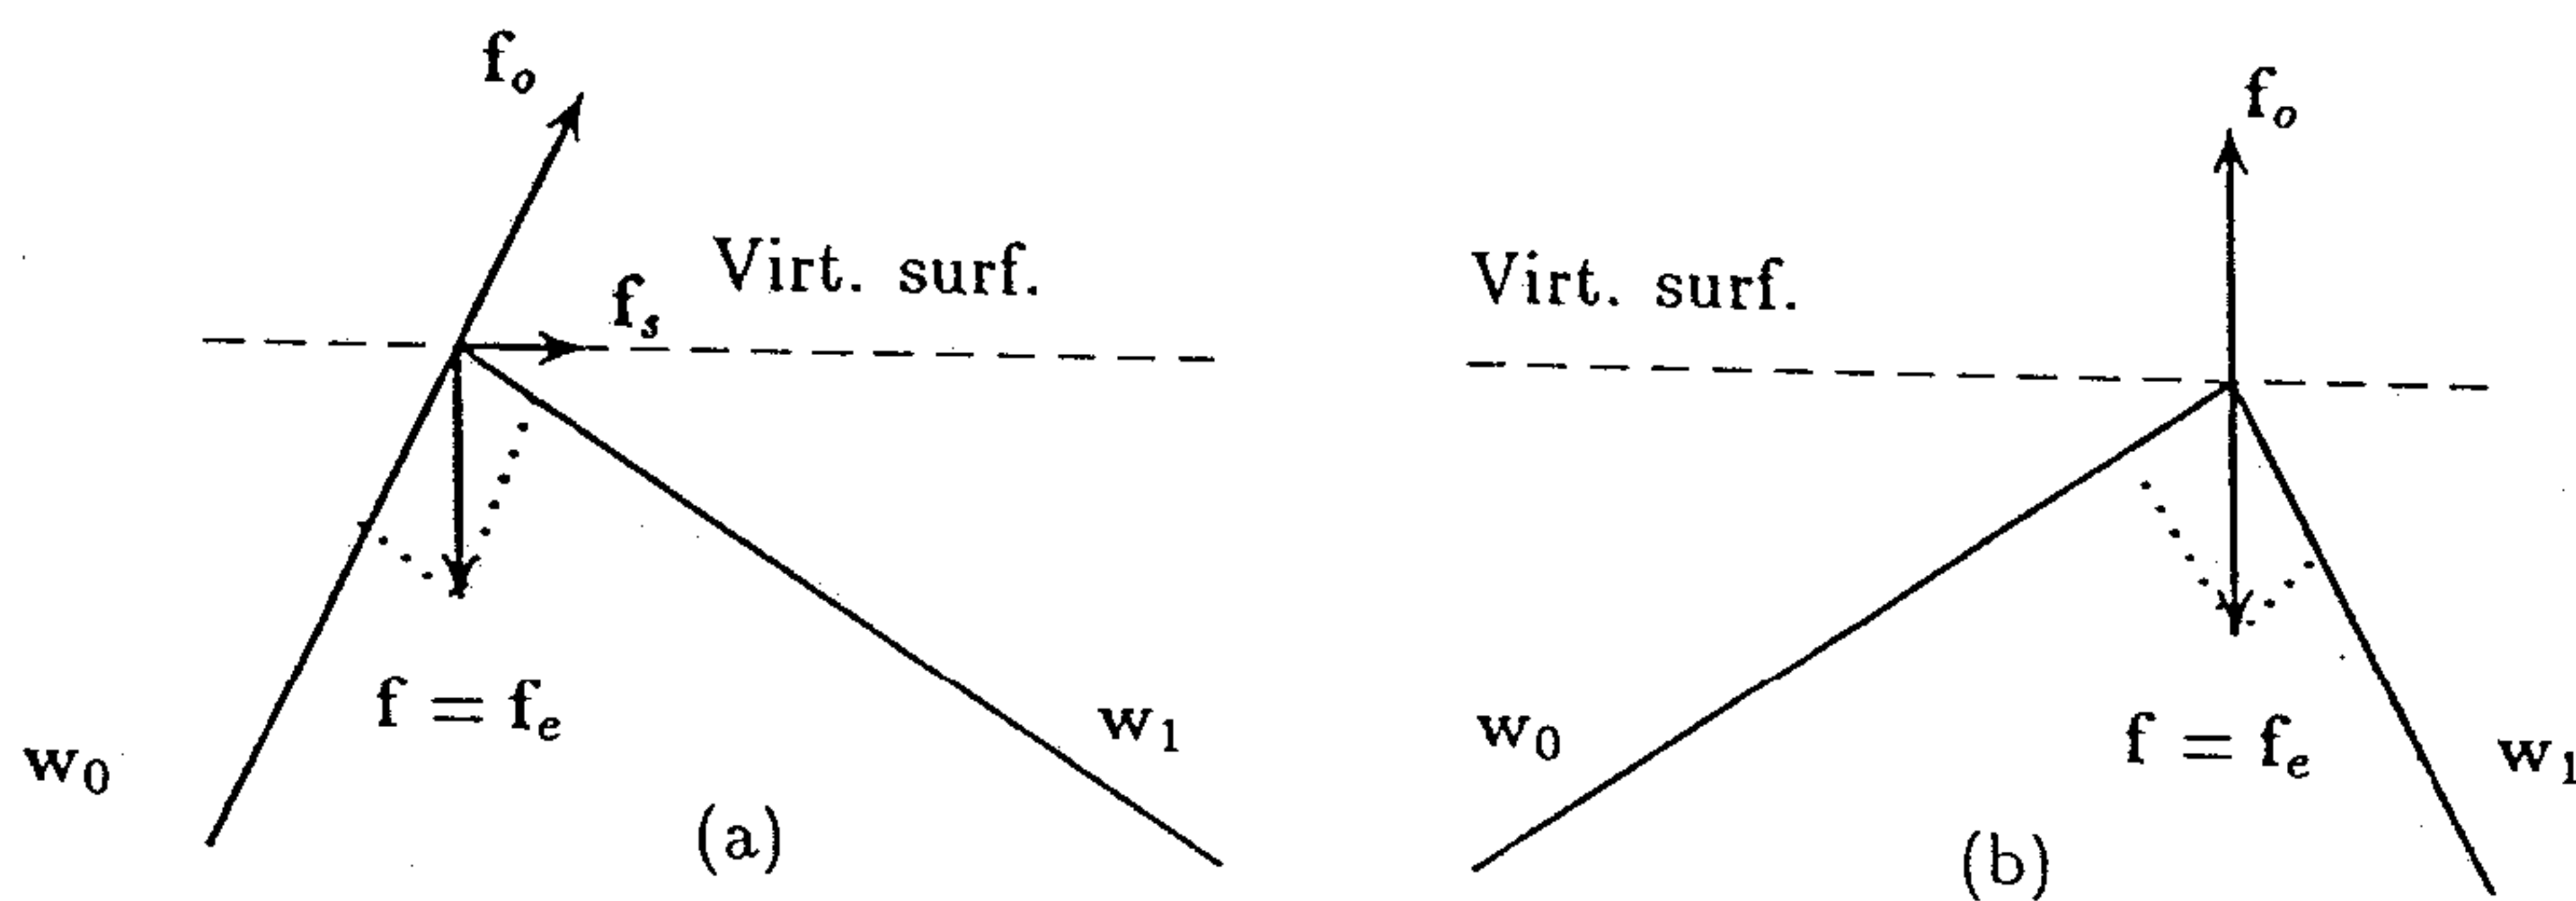 f_o
f_s
Virt. surf.
f = f_e
w_0
w_1
(a)
f_o
Virt. surf.
w_0
f = f_e
w_1
(b)